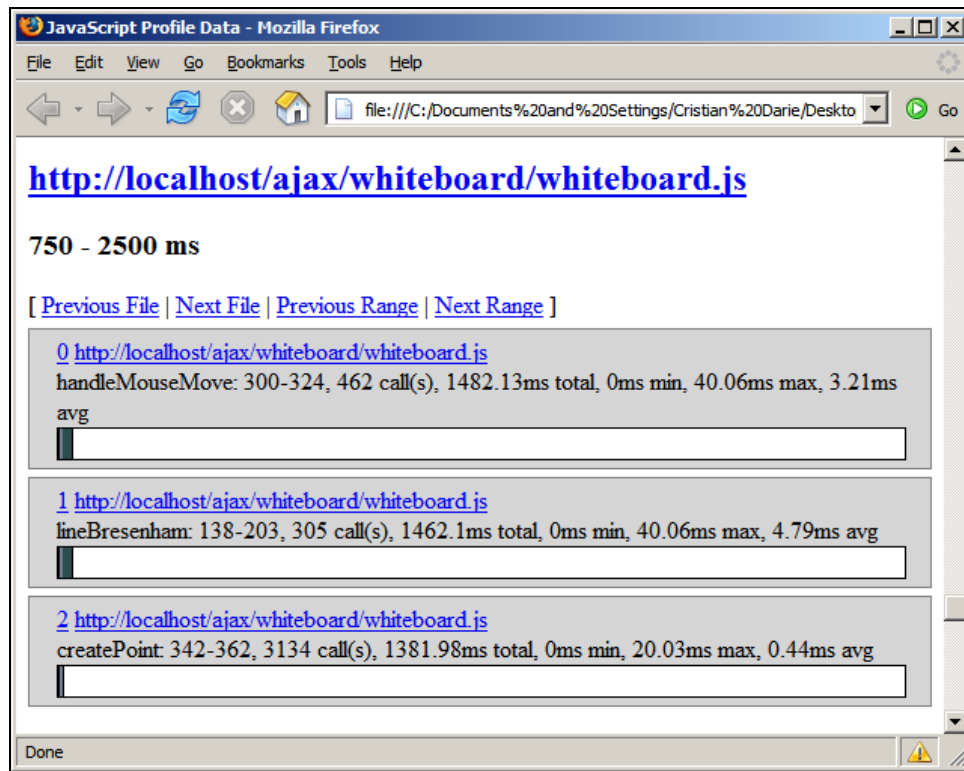 JavaScript Profile Data - Mozilla Firefox
File Edit View Go Bookmarks Tools Help
file:///C:/Documents%20and%20Settings/Cristian%20Darie/Deskto Go
http://localhost/ajax/whiteboard/whiteboard.js
750 - 2500 ms
[ Previous File | Next File | Previous Range | Next Range ]
0 http://localhost/ajax/whiteboard/whiteboard.js
handleMouseMove: 300-324, 462 call(s), 1482.13ms total, 0ms min, 40.06ms max, 3.21ms
avg
1 http://localhost/ajax/whiteboard/whiteboard.js
lineBresenham: 138-203, 305 call(s), 1462.1ms total, 0ms min, 40.06ms max, 4.79ms avg
2 http://localhost/ajax/whiteboard/whiteboard.js
createPoint: 342-362, 3134 call(s), 1381.98ms total, 0ms min, 20.03ms max, 0.44ms avg
Done